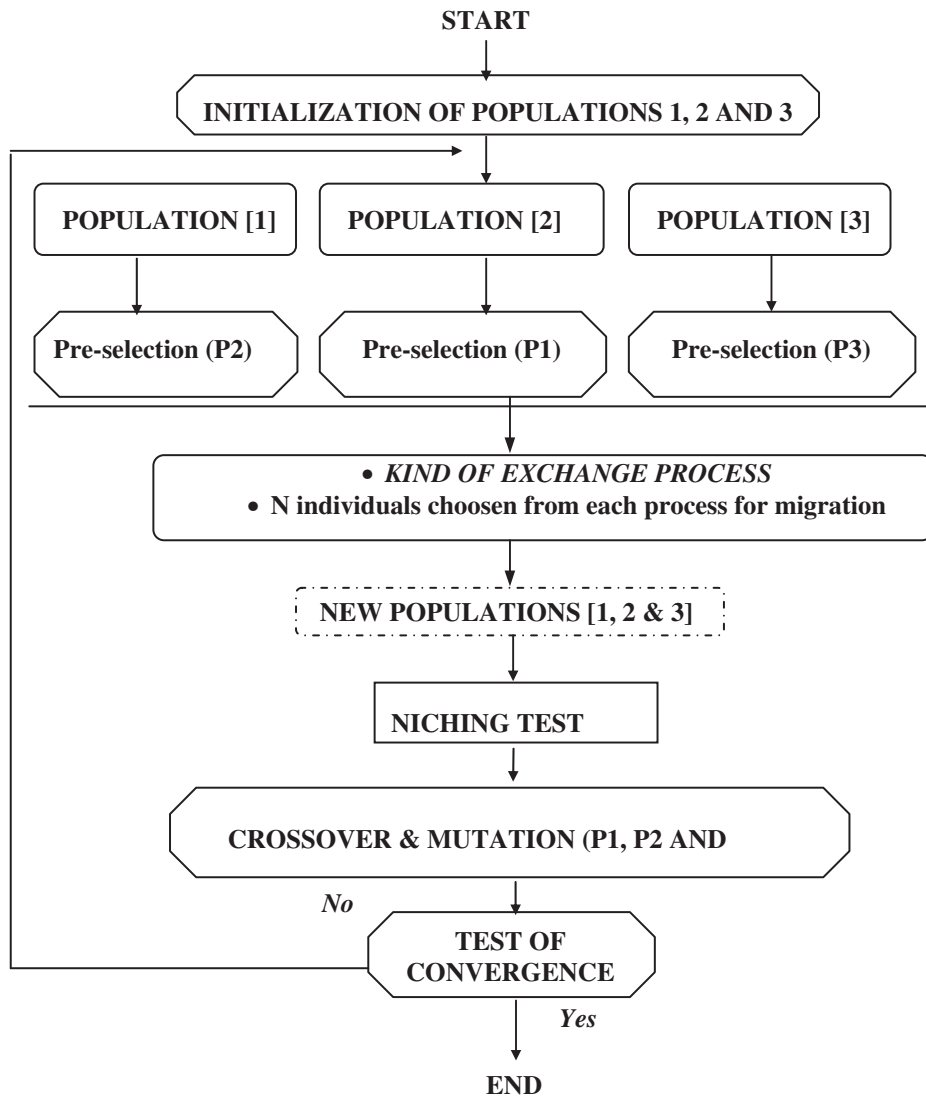 START
INITIALIZATION OF POPULATIONS 1, 2 AND 3
POPULATION [1]
POPULATION [2]
POPULATION [3]
Pre-selection (P2)
Pre-selection (P1)
Pre-selection (P3)
• KIND OF EXCHANGE PROCESS
• N individuals choosen from each process for migration
NEW POPULATIONS [1, 2 & 3]
NICHING TEST
CROSSOVER & MUTATION (P1, P2 AND
No
TEST OF
CONVERGENCE
Yes
END